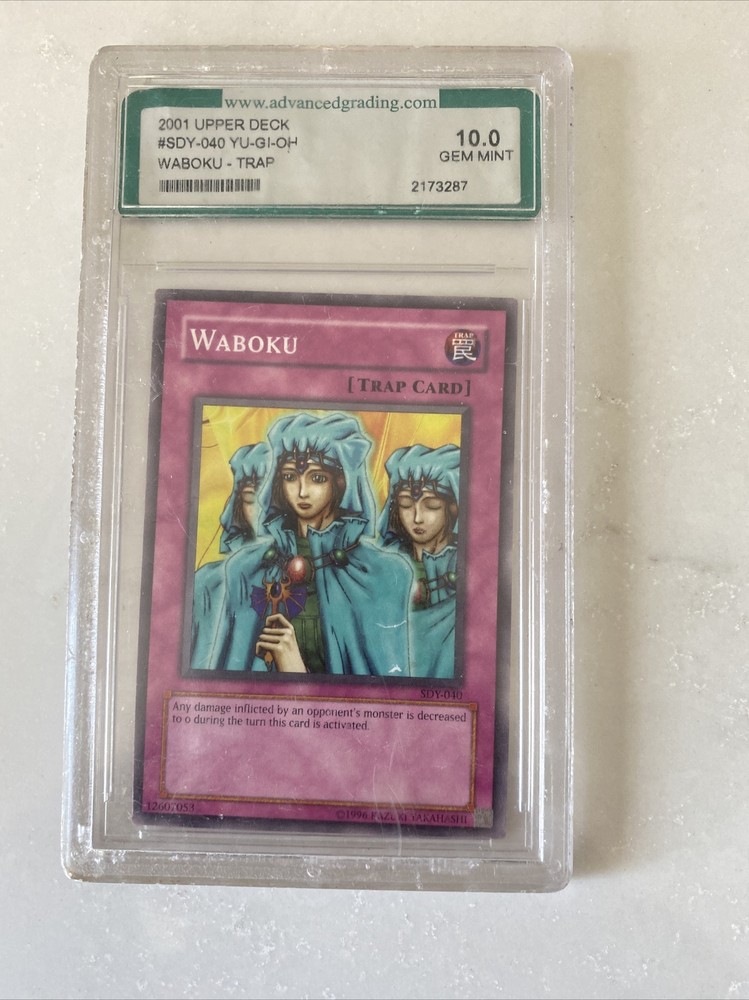 www.advancedgrading.com
2001 UPPER DECK
#SDY-040 YU-GI-OH
WABOKU - TRAP
10.0
GEM MINT
2173287
WABOKU
TRAP
罠
[TRAP CARD]
SDY-040
Any damage inflicted by an opponent's monster is decreased
to 0 during the turn this card is activated.
12607053
©1996 KAZUKI TAKAHASHI